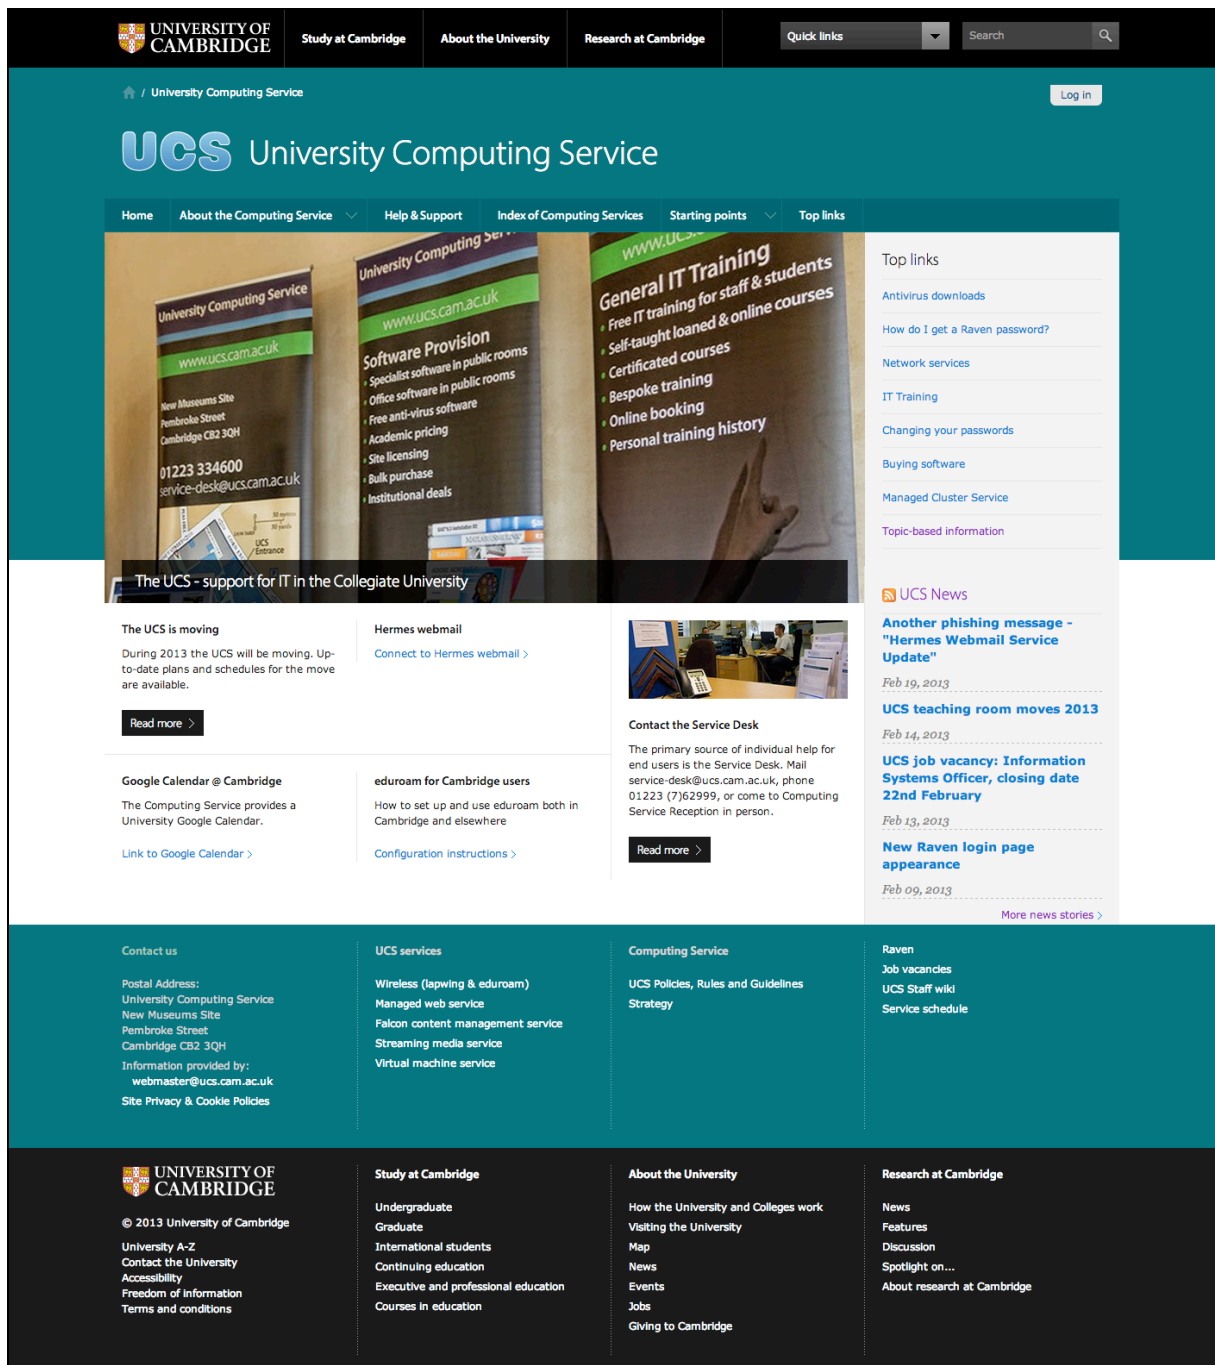 UNIVERSITY OF
CAMBRIDGE
Study at Cambridge
About the University
Research at Cambridge
Quick links
Search
/ University Computing Service
Log in
UCS University Computing Service
Home
About the Computing Service
Help & Support
Index of Computing Services
Starting points
Top links
University Computing Service
www.ucs.cam.ac.uk
New Museums Site
Pembroke Street
Cambridge CB2 3QH
01223 334600
service-desk@ucs.cam.ac.uk
30 metres
30 yards
UCS
Entrance
University Computing Service
www.ucs.cam.ac.uk
Software Provision
• Specialist software in public rooms
• Office software in public rooms
• Free anti-virus software
• Academic pricing
• Site licensing
• Bulk purchase
• Institutional deals
www.ucs.
General IT Training
• Free IT training for staff & students
• Self-taught loaned & online courses
• Certificated courses
• Bespoke training
• Online booking
• Personal training history
The UCS - support for IT in the Collegiate University
Top links
Antivirus downloads
How do I get a Raven password?
Network services
IT Training
Changing your passwords
Buying software
Managed Cluster Service
Topic-based information
UCS News
Another phishing message -
"Hermes Webmail Service
Update"
Feb 19, 2013
UCS teaching room moves 2013
Feb 14, 2013
UCS job vacancy: Information
Systems Officer, closing date
22nd February
Feb 13, 2013
New Raven login page
appearance
Feb 09, 2013
More news stories
The UCS is moving
During 2013 the UCS will be moving. Up-
to-date plans and schedules for the move
are available.
Read more
Hermes webmail
Connect to Hermes webmail
Google Calendar @ Cambridge
The Computing Service provides a
University Google Calendar.
Link to Google Calendar
eduroam for Cambridge users
How to set up and use eduroam both in
Cambridge and elsewhere
Configuration instructions
Contact the Service Desk
The primary source of individual help for
end users is the Service Desk. Mail
service-desk@ucs.cam.ac.uk, phone
01223 (7)62999, or come to Computing
Service Reception in person.
Read more
Contact us
Postal Address:
University Computing Service
New Museums Site
Pembroke Street
Cambridge CB2 3QH
Information provided by:
webmaster@ucs.cam.ac.uk
Site Privacy & Cookie Policies
UCS services
Wireless (lapwing & eduroam)
Managed web service
Falcon content management service
Streaming media service
Virtual machine service
Computing Service
UCS Policies, Rules and Guidelines
Strategy
Raven
Job vacancies
UCS Staff wiki
Service schedule
UNIVERSITY OF
CAMBRIDGE
© 2013 University of Cambridge
University A-Z
Contact the University
Accessibility
Freedom of information
Terms and conditions
Study at Cambridge
Undergraduate
Graduate
International students
Continuing education
Executive and professional education
Courses in education
About the University
How the University and Colleges work
Visiting the University
Map
News
Events
Jobs
Giving to Cambridge
Research at Cambridge
News
Features
Discussion
Spotlight on...
About research at Cambridge